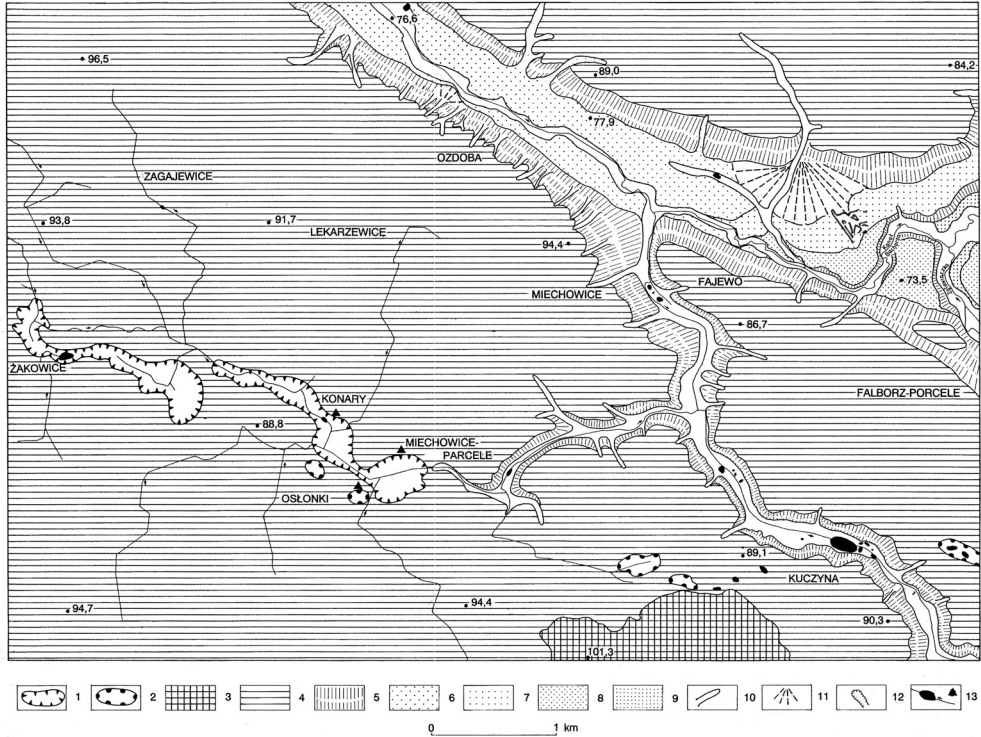 76,6
96,5
89,0
84,2
77,9
OZDOBA
ZAGAJEWICE
93,8
91,7
LEKARZEWICE
94,4
FAJEWO
73,5
MIECHOWICE
86,7
ŻAKOWICE
FALBORZ-PORCELE
KONARY
88,8
MIECHOWICE-
PARCELE
OSŁONKI
89,1
KUCZYNA
94,7
94,4
90,3
101,3
1 2 3 4 5 6 7 8 9 10 11 12 13
0 1 km